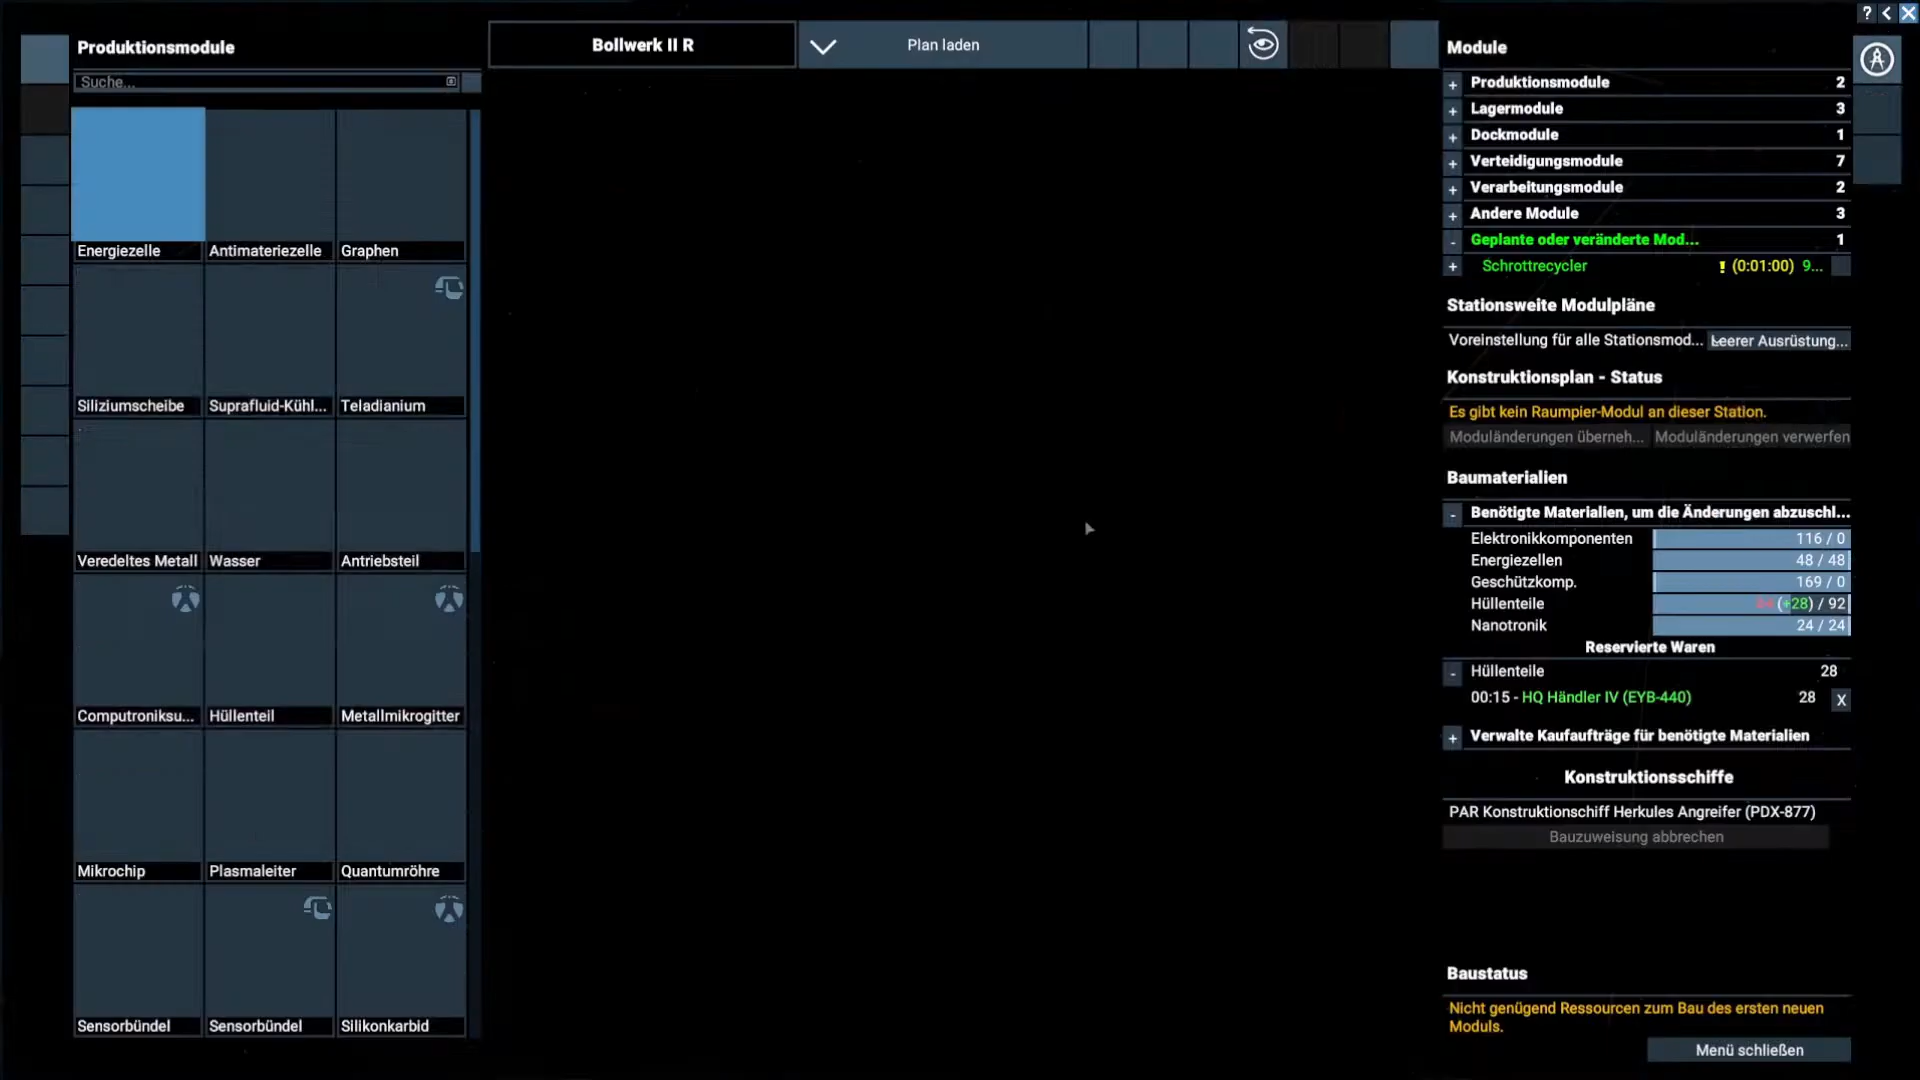 Produktionsmodule
Suche...
Energiezelle
Antimateriezelle
Graphen
Siliziumscheibe
Suprafluid-Kühl...
Teladianium
Veredeltes Metall
Wasser
Antriebsteil
Computroniksu...
Hüllenteil
Metallmikrogitter
Mikrochip
Plasmaleiter
Quantumröhre
Sensorbündel
Sensorbündel
Silikonkarbid
Bollwerk II R
Plan laden
? <
Module
+ Produktionsmodule 2
+ Lagermodule 3
+ Dockmodule 1
+ Verteidigungsmodule 7
+ Verarbeitungsmodule 2
+ Andere Module 3
- Geplante oder veränderte Mod... 1
+ Schrottrecycler ! (0:01:00) 9...
Stationsweite Modulpläne
Voreinstellung für alle Stationsmod... Leerer Ausrüstung...
Konstruktionsplan - Status
Es gibt kein Raumpier-Modul an dieser Station.
Moduländerungen überneh... Moduländerungen verwerfen
Baumaterialien
- Benötigte Materialien, um die Änderungen abzuschl...
Elektronikkomponenten 116 / 0
Energiezellen 48 / 48
Geschützkomp. 169 / 0
Hüllenteile (+28) / 92
Nanotronik 24 / 24
Reservierte Waren
- Hüllenteile 28
00:15 - HQ Händler IV (EYB-440) 28 X
+ Verwalte Kaufaufträge für benötigte Materialien
Konstruktionsschiffe
PAR Konstruktionschiff Herkules Angreifer (PDX-877)
Bauzuweisung abbrechen
Baustatus
Nicht genügend Ressourcen zum Bau des ersten neuen
Moduls.
Menü schließen